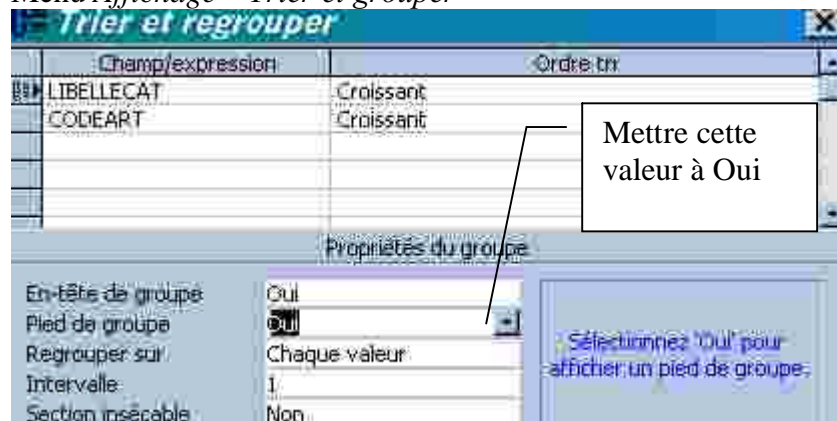 Menu Affichage – Trier et grouper
Trier et regrouper
Champ/expression Ordre tri
LIBELLECAT Croissant
CODEART Croissant
Mettre cette
valeur à Oui
Propriétés du groupe
En-tête de groupe Oui
Pied de groupe Oui
Regrouper sur Chaque valeur
Intervalle 1
Section insécable Non
Sélectionnez 'Oui' pour
afficher un pied de groupe.